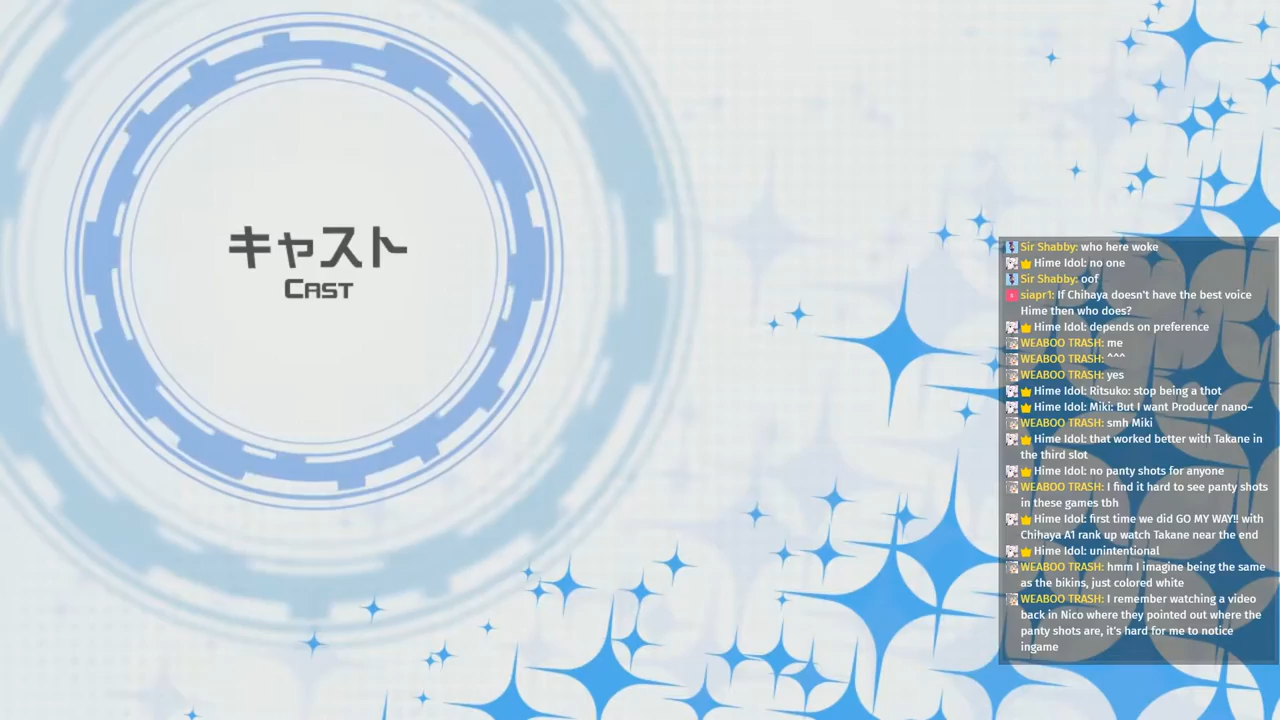 キャスト
CAST
Sir Shabby: who here woke
Hime Idol: no one
Sir Shabby: oof
siapr1: If Chihaya doesn't have the best voice
Hime then who does?
Hime Idol: depends on preference
WEABOO TRASH: me
WEABOO TRASH: ^^^
WEABOO TRASH: yes
Hime Idol: Ritsuko: stop being a thot
Hime Idol: Miki: But I want Producer nano~
WEABOO TRASH: smh Miki
Hime Idol: that worked better with Takane in
the third slot
Hime Idol: no panty shots for anyone
WEABOO TRASH: I find it hard to see panty shots
in these games tbh
Hime Idol: first time we did GO MY WAY!! with
Chihaya A1 rank up watch Takane near the end
Hime Idol: unintentional
WEABOO TRASH: hmm I imagine being the same
as the bikins, just colored white
WEABOO TRASH: I remember watching a video
back in Nico where they pointed out where the
panty shots are, it's hard for me to notice
ingame